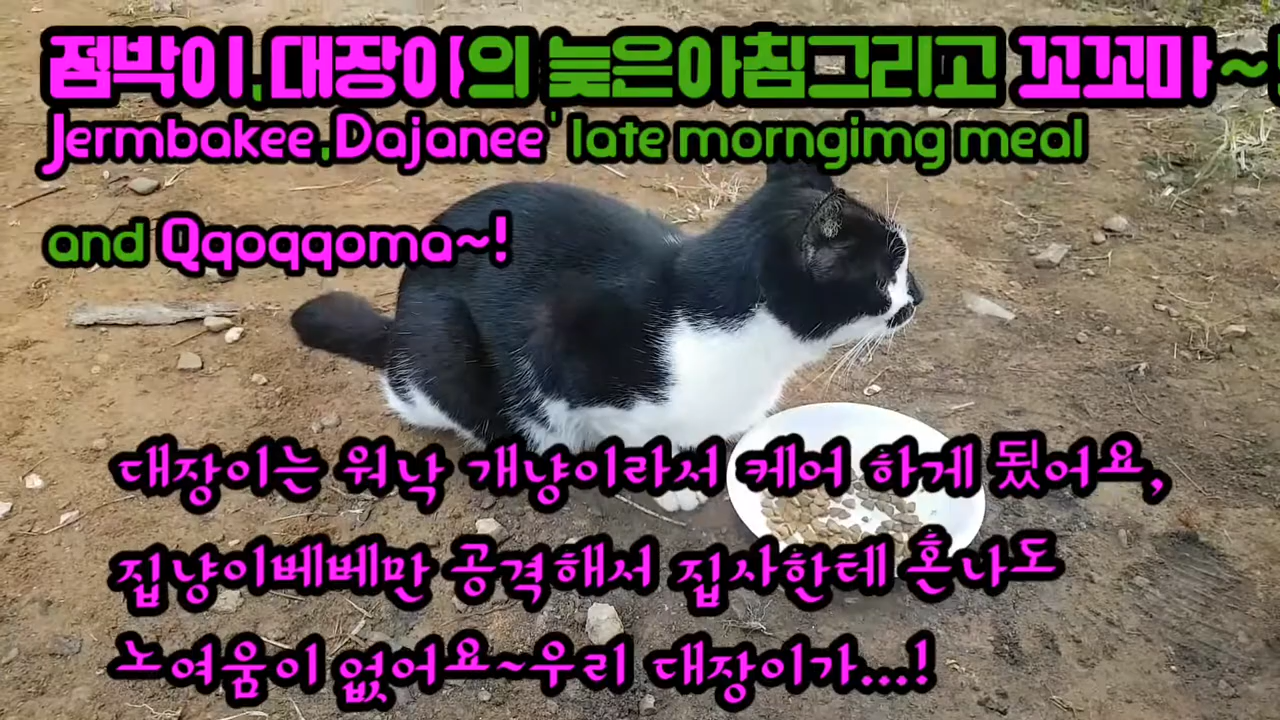 점박이,대장이의 늦은아침그리고 꼬꼬마~!
Jermbakee,Dajanee' late morngimg meal
and Qqoqqoma~!
대장이는 워낙 개냥이라서 케어 하게 됬어요,
집냥이베베만 공격해서 집사한테 혼나도
노여움이 없어요~우리 대장이가...!